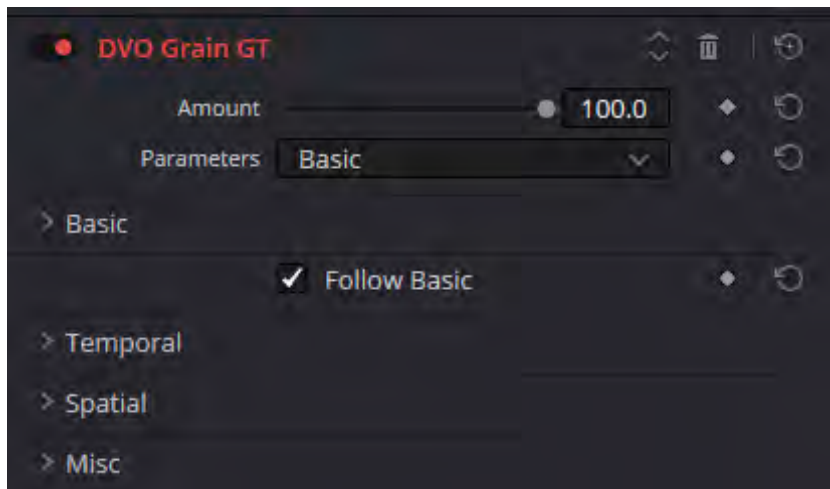 DVO Grain GT
Amount 100.0
Parameters Basic
Basic
Follow Basic
Temporal
Spatial
Misc